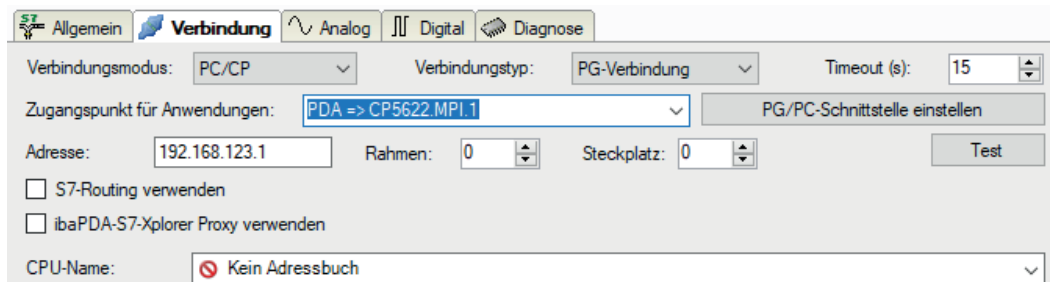 S7 Allgemein Verbindung Analog Digital Diagnose
Verbindungsmodus: PC/CP Verbindungstyp: PG-Verbindung Timeout (s): 15
Zugangspunkt für Anwendungen: PDA => CP5622.MPI.1 PG/PC-Schnittstelle einstellen
Adresse: 192.168.123.1 Rahmen: 0 Steckplatz: 0 Test
S7-Routing verwenden
ibaPDA-S7-Xplorer Proxy verwenden
CPU-Name: Kein Adressbuch